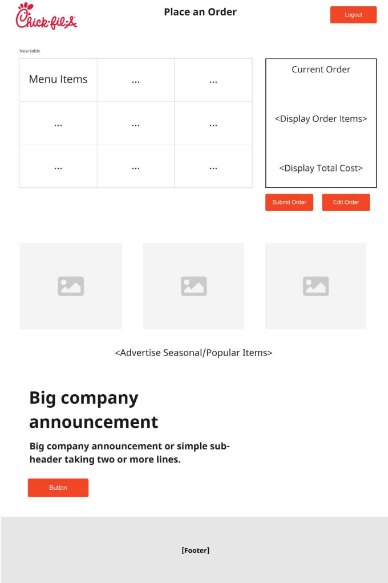 Chick-fil-A
Place an Order
Logout
New table
Menu Items
...
...
...
...
...
...
...
...
Current Order
<Display Order Items>
<Display Total Cost>
Submit Order
Edit Order
<Advertise Seasonal/Popular Items>
Big company
announcement
Big company announcement or simple sub-
header taking two or more lines.
Button
[Footer]